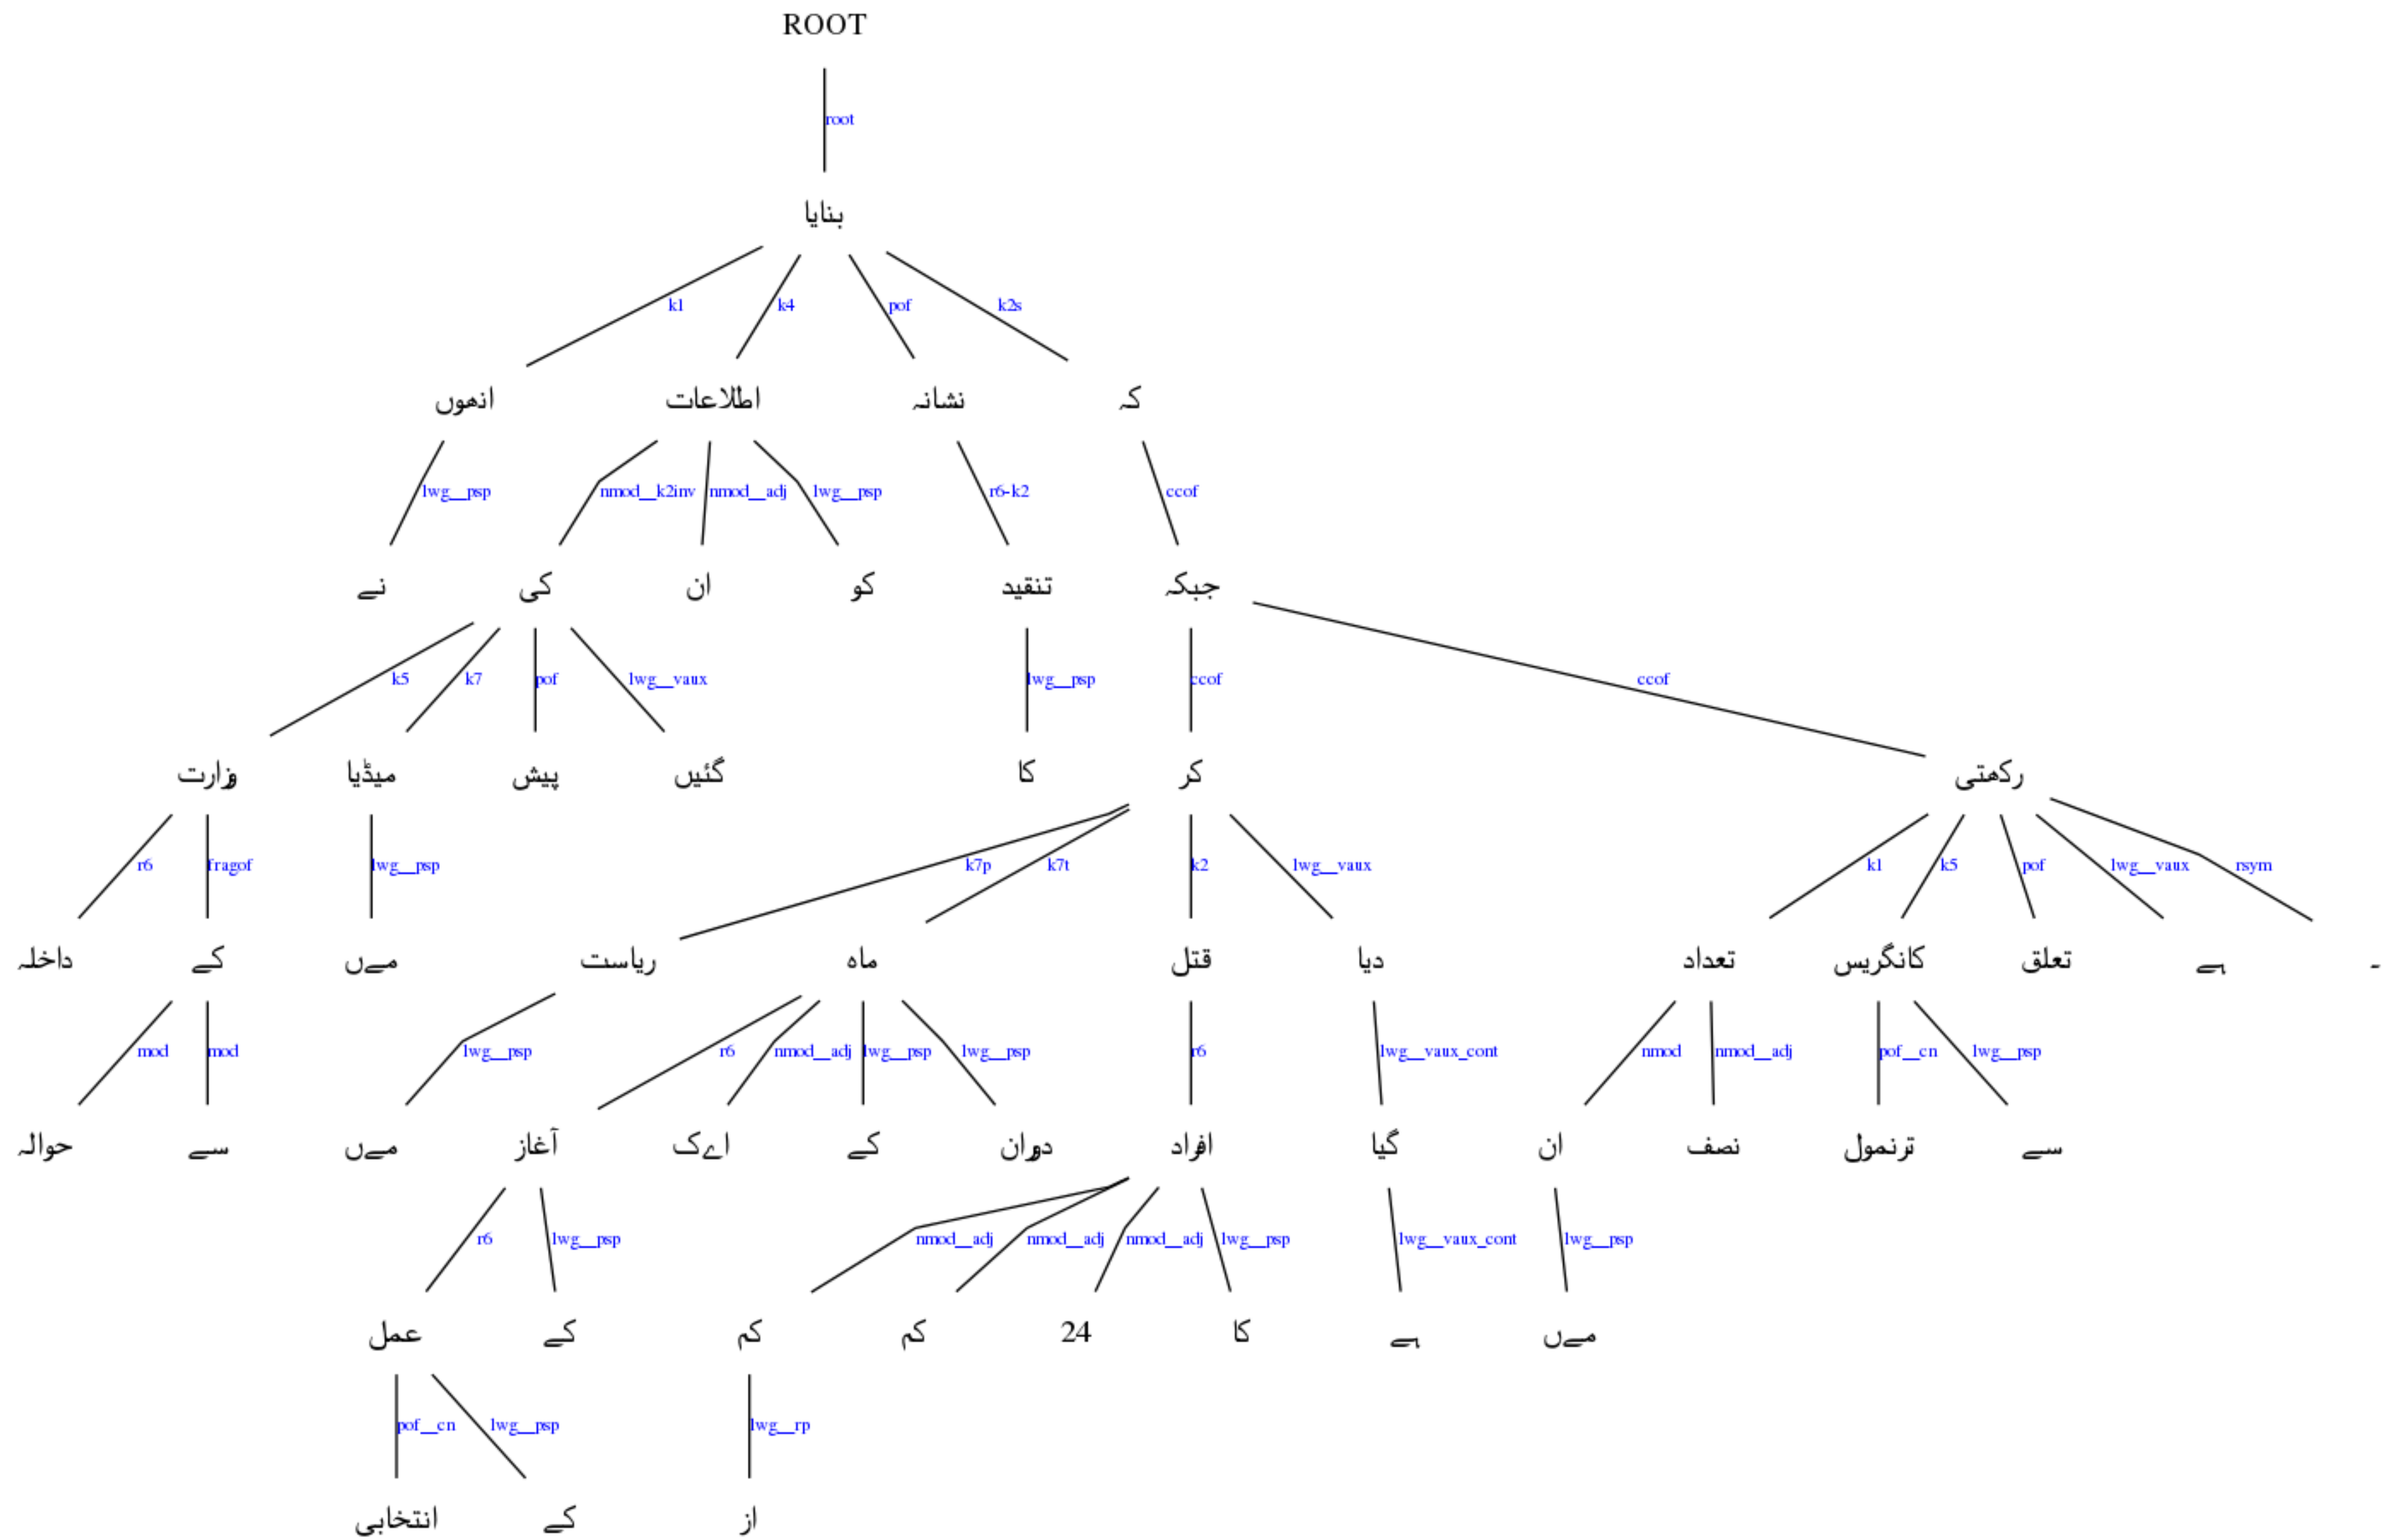 ROOT
root
بنایا
k1 k4 pof k2s
انھوں اطلاعات نشانہ کہ
lwg__psp nmod__k2inv nmod__adj lwg__psp r6-k2 ccof
نے کی ان کو تنقید جبکہ
k5 k7 pof lwg__vaux lwg__psp ccof ccof
وزارت میڈیا پیش گئیں کا کر رکھتی
r6 fragof lwg__psp k7p k7t k2 lwg__vaux k1 k5 pof lwg__vaux rsym
داخلہ کے مےں ریاست ماہ قتل دیا تعداد کانگریس تعلق ہے ۔
mod mod lwg__psp r6 nmod__adj lwg__psp lwg__psp r6 lwg__vaux_cont nmod nmod__adj pof__cn lwg__psp
حوالہ سے مےں آغاز اےک کے دوران افراد گیا ان نصف ترنمول سے
r6 lwg__psp nmod__adj nmod__adj nmod__adj lwg__psp lwg__vaux_cont lwg__psp
عمل کے کم کم 24 کا ہے مےں
pof__cn lwg__psp lwg__rp
انتخابی کے از